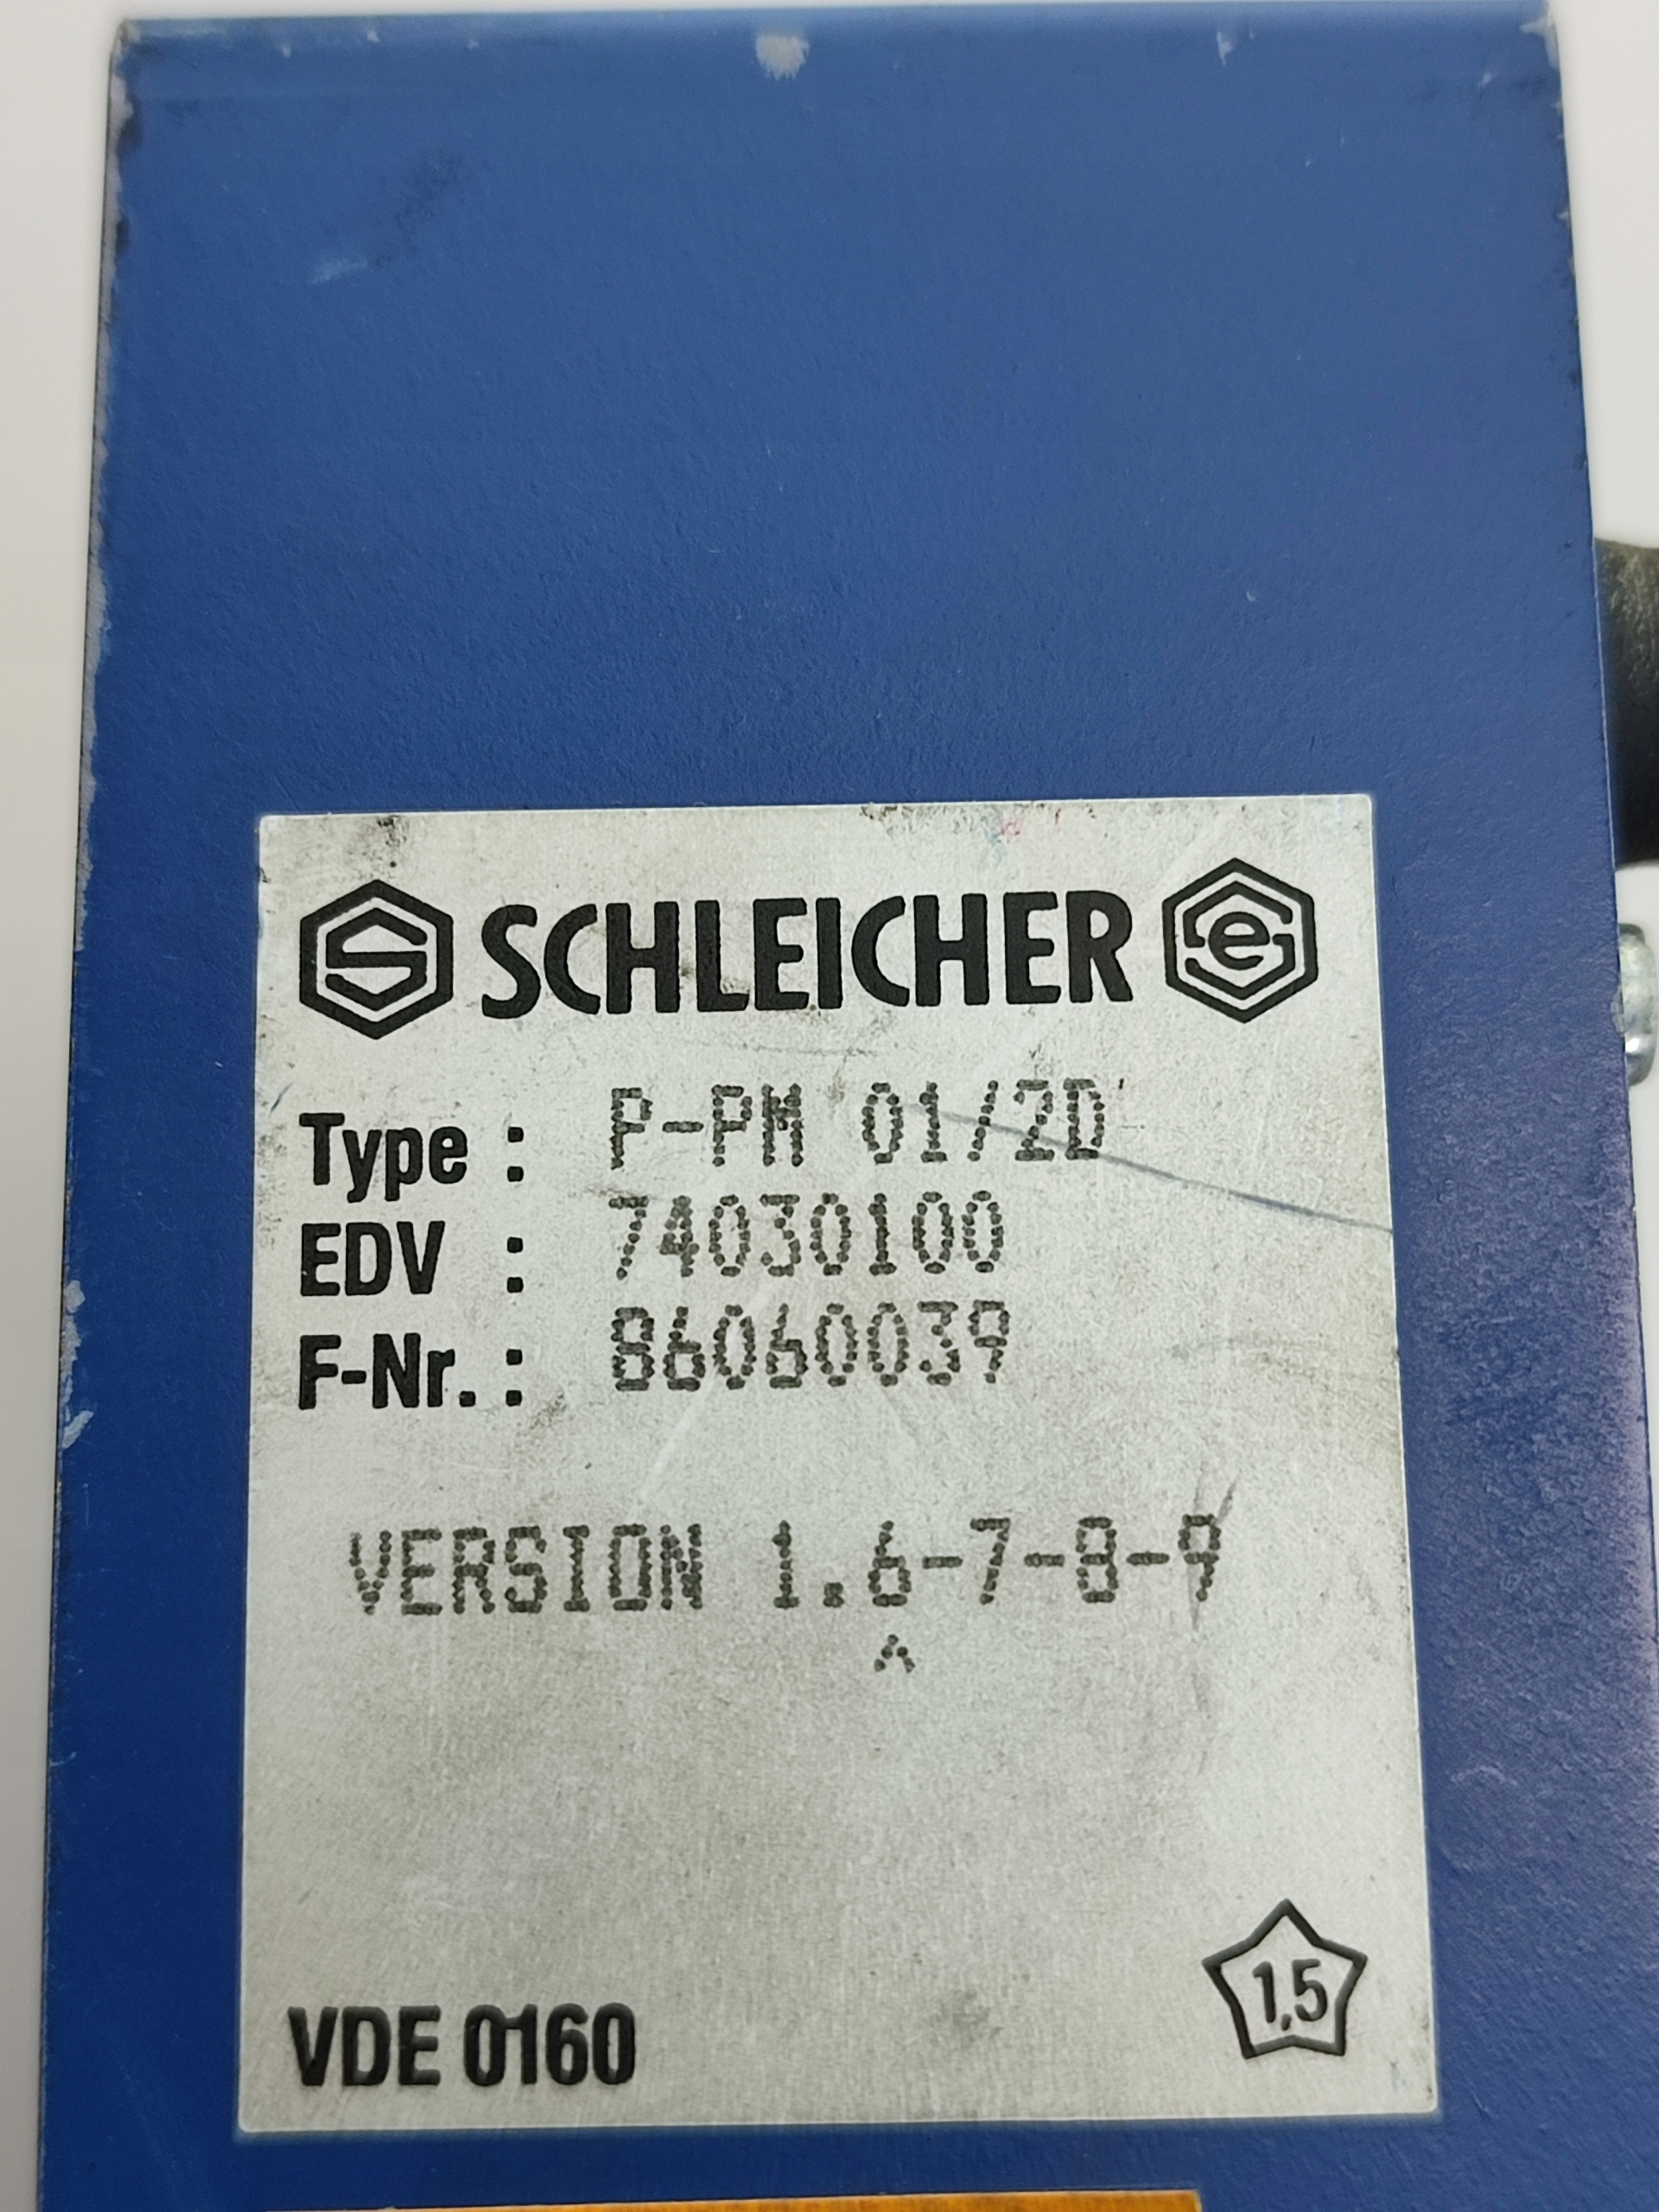 SCHLEICHER
Type : P-PM 01/2D
EDV : 74030100
F-Nr. : 86060039
VERSION 1.6-7-8-9
^
VDE 0160
1,5